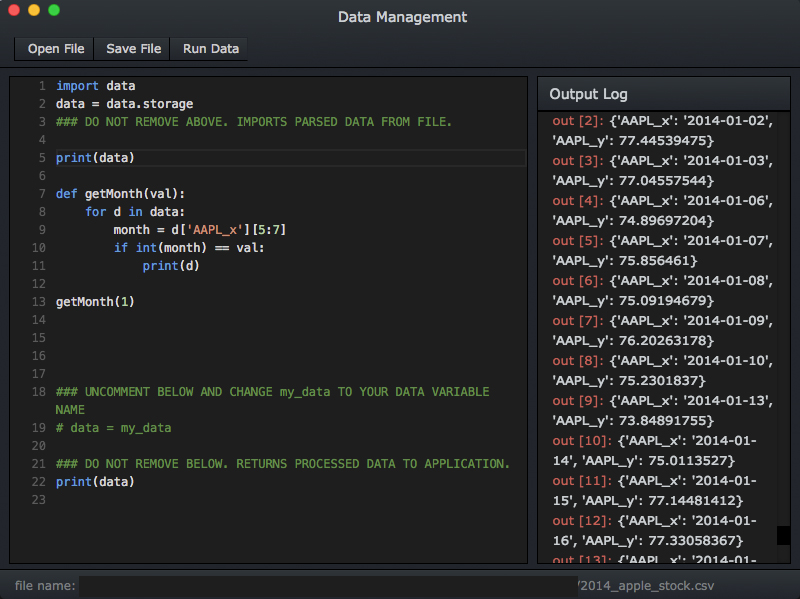 Data Management
Open File
Save File
Run Data
1 import data
2 data = data.storage
3 ### DO NOT REMOVE ABOVE. IMPORTS PARSED DATA FROM FILE.
4
5 print(data)
6
7 def getMonth(val):
8     for d in data:
9         month = d['AAPL_x'][5:7]
10         if int(month) == val:
11             print(d)
12
13 getMonth(1)
14
15
16
17
18 ### UNCOMMENT BELOW AND CHANGE my_data TO YOUR DATA VARIABLE
NAME
19 # data = my_data
20
21 ### DO NOT REMOVE BELOW. RETURNS PROCESSED DATA TO APPLICATION.
22 print(data)
23
Output Log
out [2]: {'AAPL_x': '2014-01-02',
'AAPL_y': 77.44539475}
out [3]: {'AAPL_x': '2014-01-03',
'AAPL_y': 77.04557544}
out [4]: {'AAPL_x': '2014-01-06',
'AAPL_y': 74.89697204}
out [5]: {'AAPL_x': '2014-01-07',
'AAPL_y': 75.856461}
out [6]: {'AAPL_x': '2014-01-08',
'AAPL_y': 75.09194679}
out [7]: {'AAPL_x': '2014-01-09',
'AAPL_y': 76.20263178}
out [8]: {'AAPL_x': '2014-01-10',
'AAPL_y': 75.2301837}
out [9]: {'AAPL_x': '2014-01-13',
'AAPL_y': 73.84891755}
out [10]: {'AAPL_x': '2014-01-
14', 'AAPL_y': 75.0113527}
out [11]: {'AAPL_x': '2014-01-
15', 'AAPL_y': 77.14481412}
out [12]: {'AAPL_x': '2014-01-
16', 'AAPL_y': 77.33058367}
out [13]: {'AAPL_x': '2014-01-
file name: /2014_apple_stock.csv